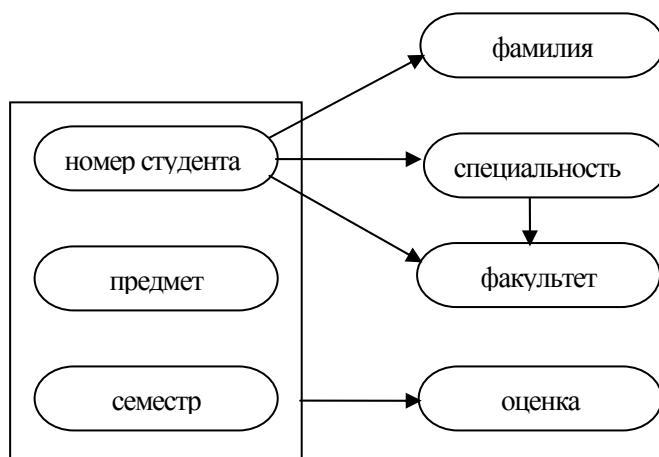 фамилия
номер студента
специальность
предмет
факультет
семестр
оценка